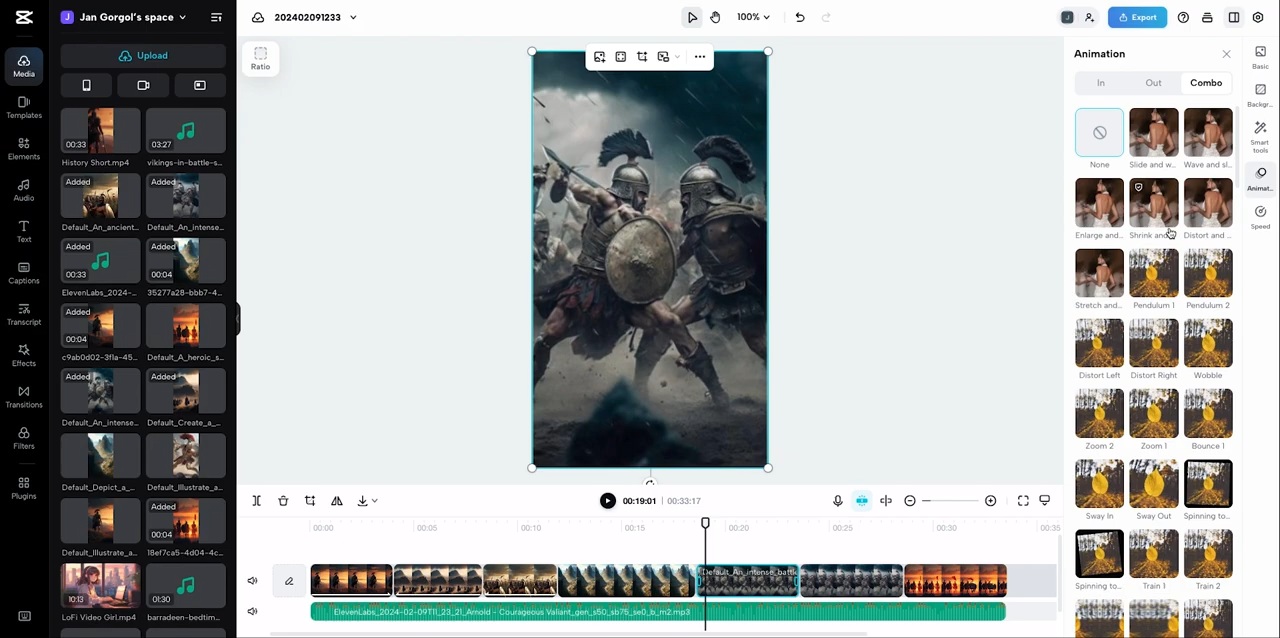 Jan Gorgol's space
202402091233
100%
J
Export
Media
Templates
Elements
Audio
Text
Captions
Transcript
Effects
Transitions
Filters
Plugins
Upload
00:33
03:27
History Short.mp4
vikings-in-battle-s...
Added
Added
Default_An_ancient...
Default_An_intense...
Added
00:33
Added
00:04
ElevenLabs_2024-...
35277a28-bbb7-4...
Added
00:04
c9ab0d02-3f1a-45...
Default_A_heroic_s...
Added
Added
Default_An_intense...
Default_Create_a_...
Default_Depict_a_...
Default_Illustrate_a...
Added
00:04
Default_Illustrate_a...
18ef7ca5-4d04-4c...
10:13
01:30
LoFi Video Girl.mp4
barradeen-bedtim...
Ratio
Animation
In
Out
Combo
None
Slide and w...
Wave and sl...
Enlarge and...
Shrink and
Distort and ...
Stretch and...
Pendulum 1
Pendulum 2
Distort Left
Distort Right
Wobble
Zoom 2
Zoom 1
Bounce 1
Sway In
Sway Out
Spinning to...
Spinning to...
Train 1
Train 2
Basic
Backgr...
Smart tools
Animat...
Speed
00:19:01 | 00:33:17
00:00
00:05
00:10
00:15
00:20
00:25
00:30
00:35
Default_An_intense_battl
ElevenLabs_2024-02-09T11_23_21_Arnold - Courageous Valiant_gen_s50_sb75_se0_b_m2.mp3